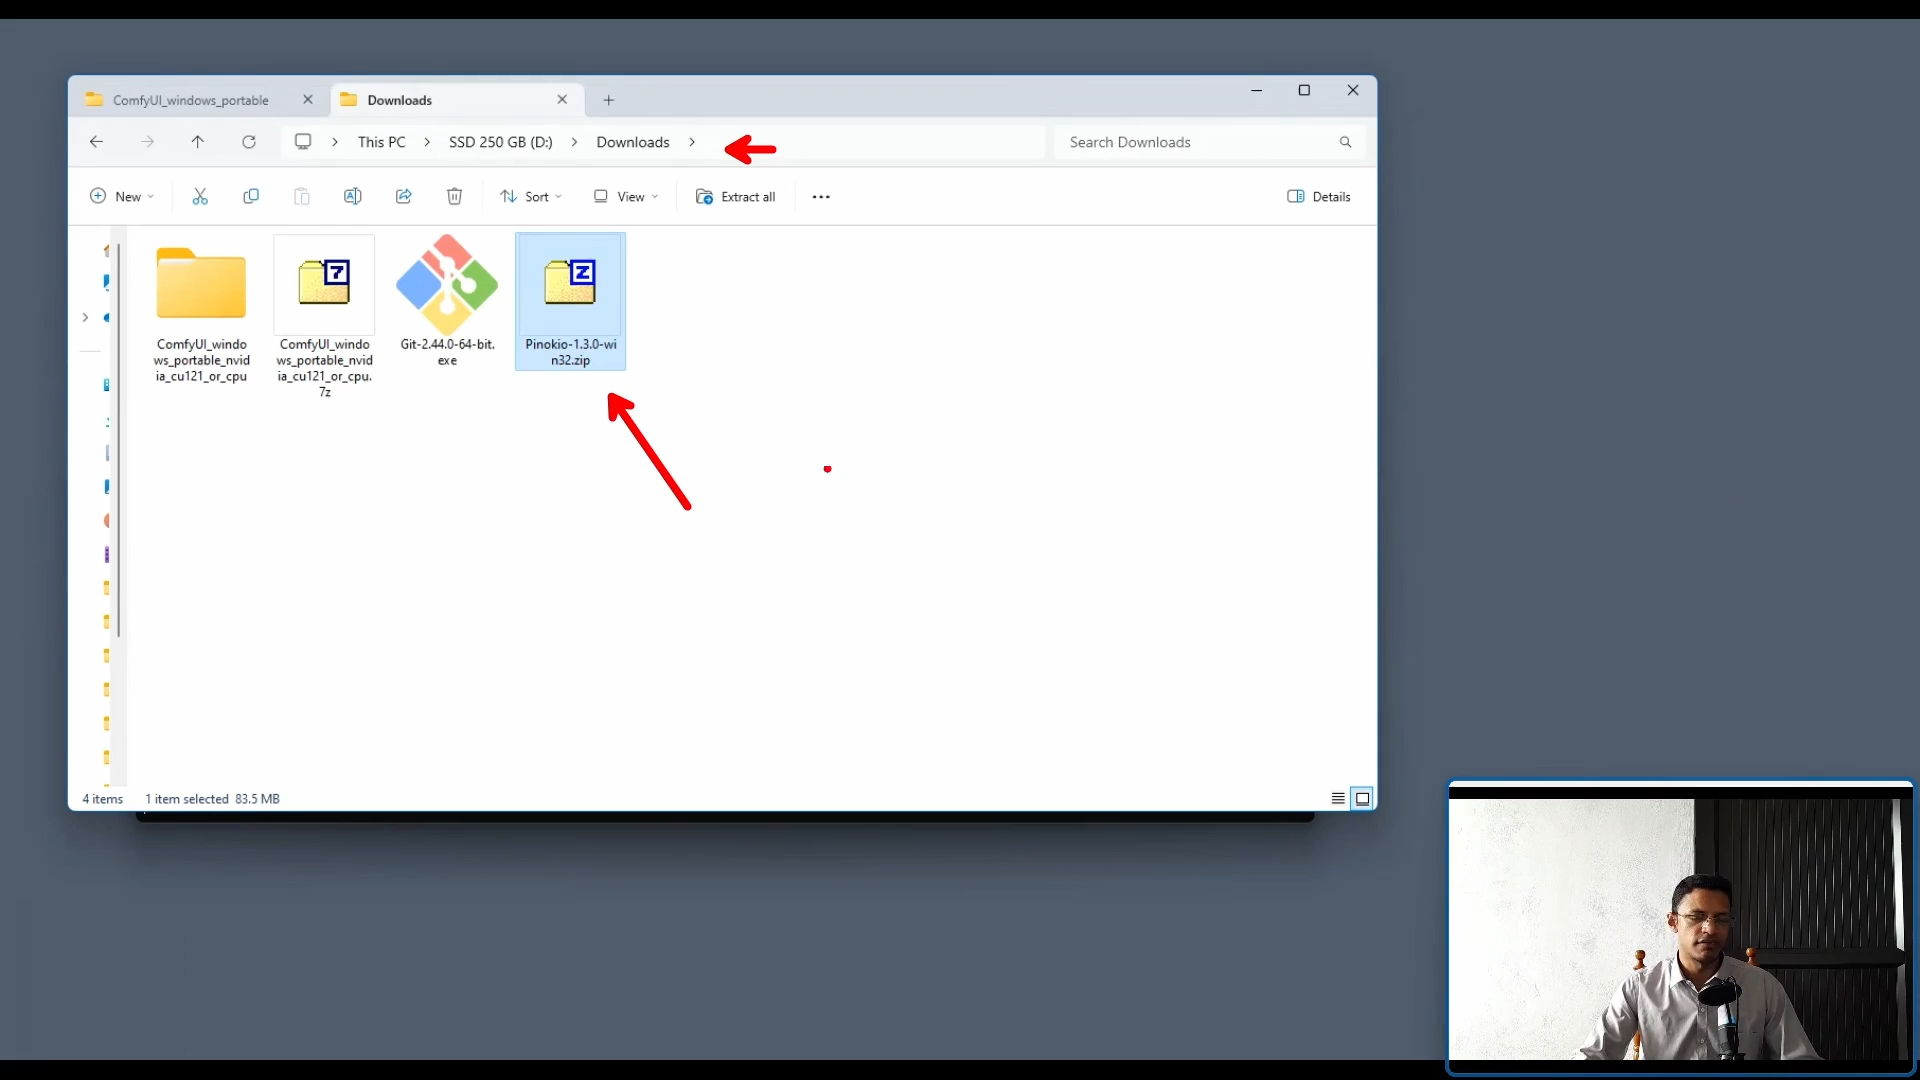 ComfyUI_windows_portable
Downloads
This PC
SSD 250 GB (D:)
Downloads
Search Downloads
New
Sort
View
Extract all
Details
ComfyUI_windo
ws_portable_nvid
ia_cu121_or_cpu
ComfyUI_windo
ws_portable_nvid
ia_cu121_or_cpu.
7z
Git-2.44.0-64-bit.
exe
Pinokio-1.3.0-wi
n32.zip
4 items
1 item selected 83.5 MB